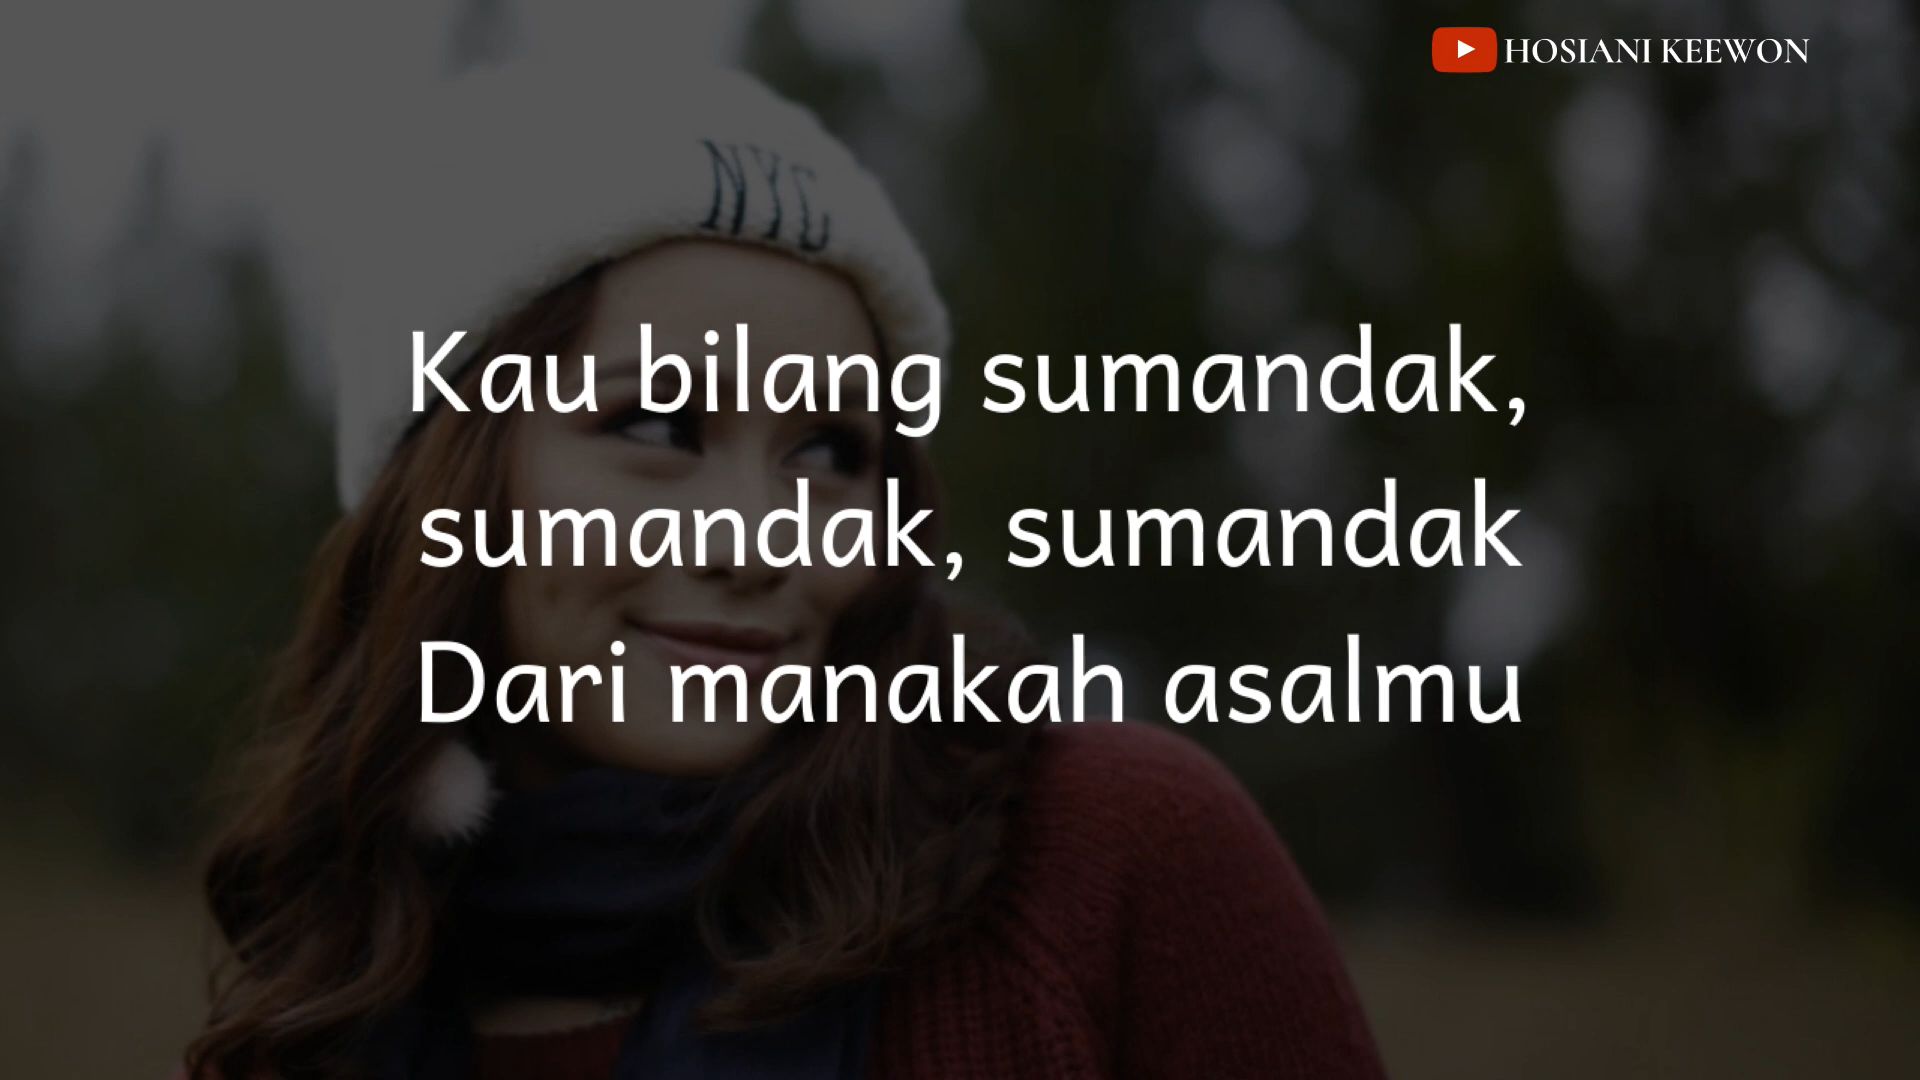 HOSIANI KEEWON
NYC
Kau bilang sumandak,
sumandak, sumandak
Dari manakah asalmu